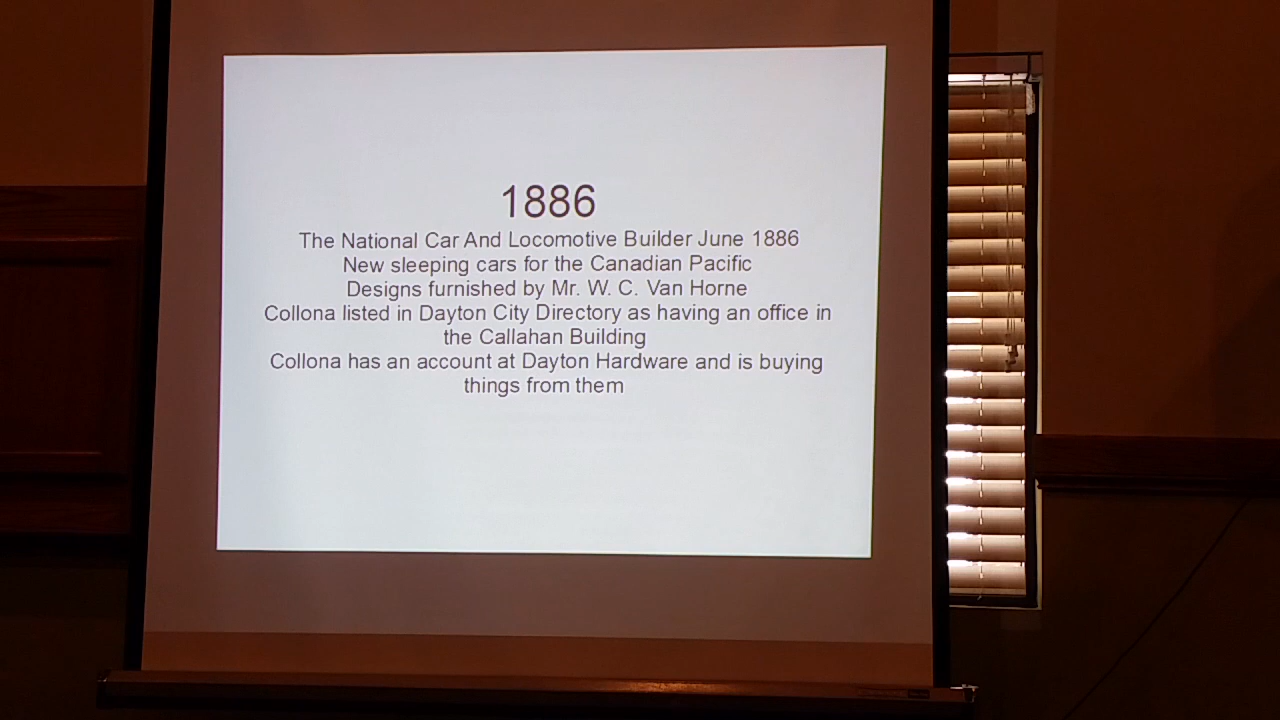 1886
The National Car And Locomotive Builder June 1886
New sleeping cars for the Canadian Pacific
Designs furnished by Mr. W. C. Van Horne
Collona listed in Dayton City Directory as having an office in
the Callahan Building
Collona has an account at Dayton Hardware and is buying
things from them